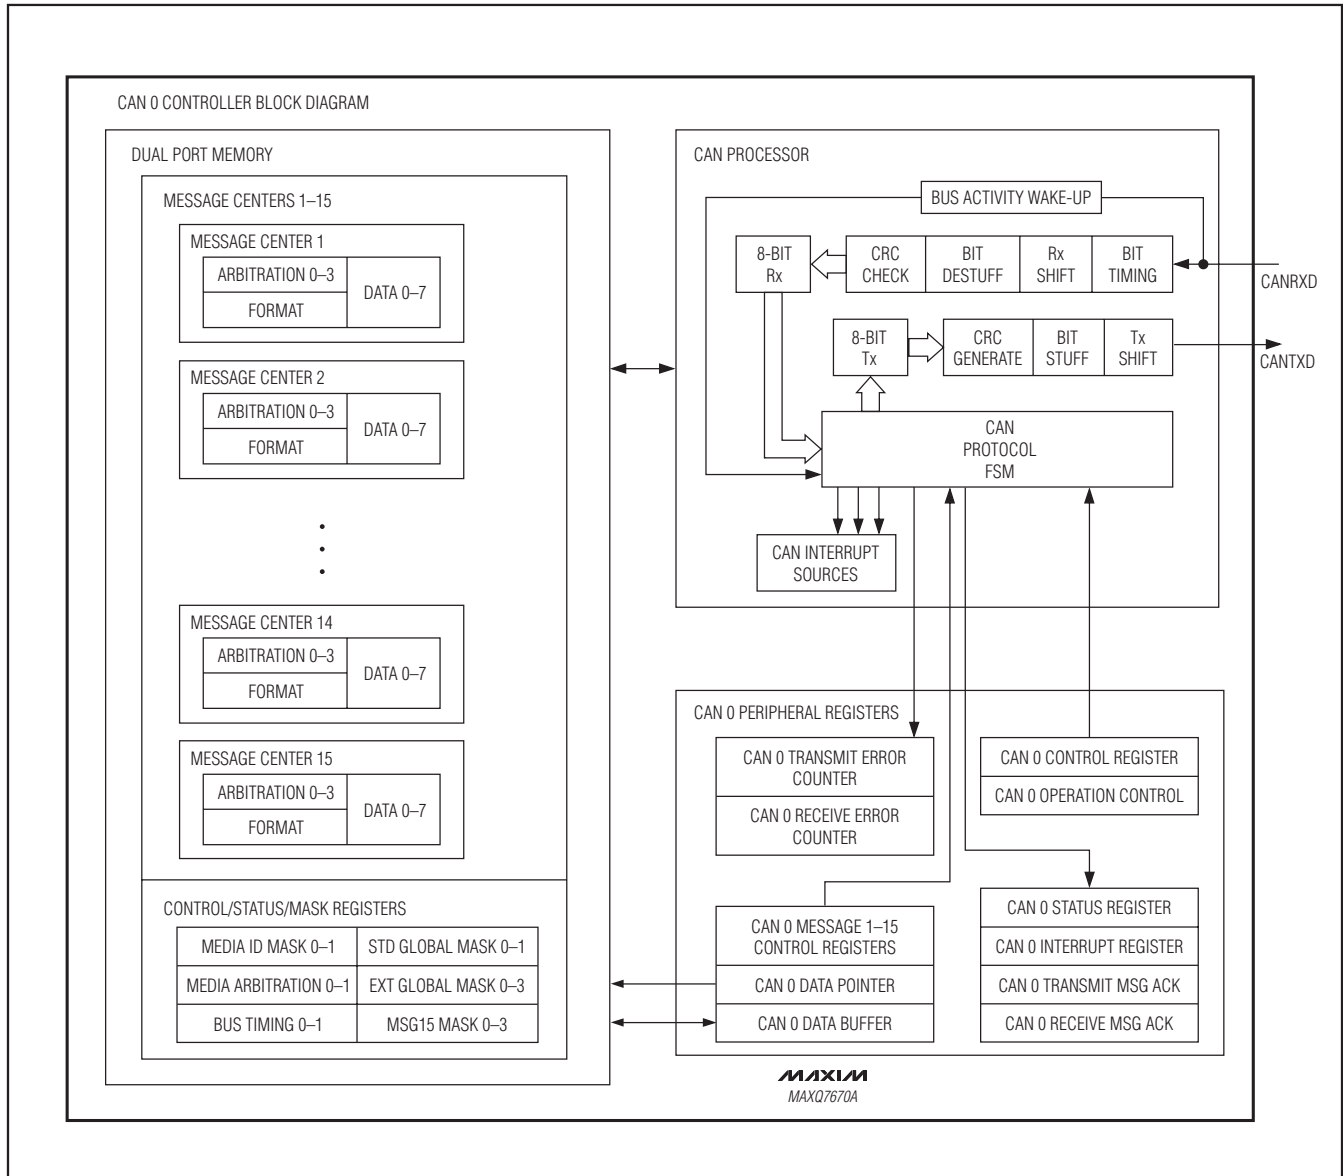 CAN 0 CONTROLLER BLOCK DIAGRAM
DUAL PORT MEMORY
MESSAGE CENTERS 1–15
MESSAGE CENTER 1
ARBITRATION 0–3
FORMAT
DATA 0–7
MESSAGE CENTER 2
ARBITRATION 0–3
FORMAT
DATA 0–7
MESSAGE CENTER 14
ARBITRATION 0–3
FORMAT
DATA 0–7
MESSAGE CENTER 15
ARBITRATION 0–3
FORMAT
DATA 0–7
CONTROL/STATUS/MASK REGISTERS
MEDIA ID MASK 0–1
STD GLOBAL MASK 0–1
MEDIA ARBITRATION 0–1
EXT GLOBAL MASK 0–3
BUS TIMING 0–1
MSG15 MASK 0–3
CAN PROCESSOR
BUS ACTIVITY WAKE-UP
8-BIT
Rx
CRC
CHECK
BIT
DESTUFF
Rx
SHIFT
BIT
TIMING
CANRXD
8-BIT
Tx
CRC
GENERATE
BIT
STUFF
Tx
SHIFT
CANTXD
CAN
PROTOCOL
FSM
CAN INTERRUPT
SOURCES
CAN 0 PERIPHERAL REGISTERS
CAN 0 TRANSMIT ERROR
COUNTER
CAN 0 RECEIVE ERROR
COUNTER
CAN 0 CONTROL REGISTER
CAN 0 OPERATION CONTROL
CAN 0 MESSAGE 1–15
CONTROL REGISTERS
CAN 0 DATA POINTER
CAN 0 DATA BUFFER
CAN 0 STATUS REGISTER
CAN 0 INTERRUPT REGISTER
CAN 0 TRANSMIT MSG ACK
CAN 0 RECEIVE MSG ACK
MAXIM
MAXQ7670A